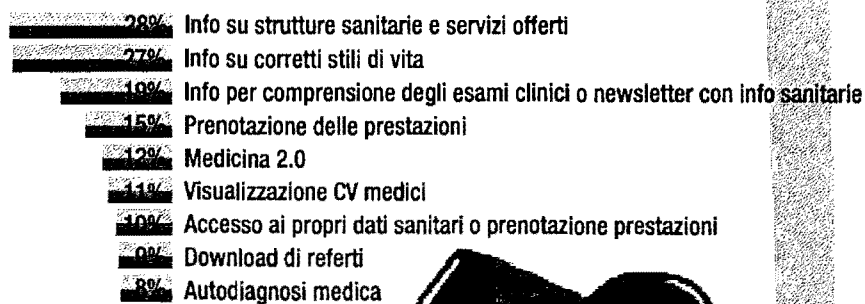 28% Info su strutture sanitarie e servizi offerti
27% Info su corretti stili di vita
19% Info per comprensione degli esami clinici o newsletter con info sanitarie
15% Prenotazione delle prestazioni
12% Medicina 2.0
11% Visualizzazione CV medici
10% Accesso ai propri dati sanitari o prenotazione prestazioni
9% Download di referti
8% Autodiagnosi medica